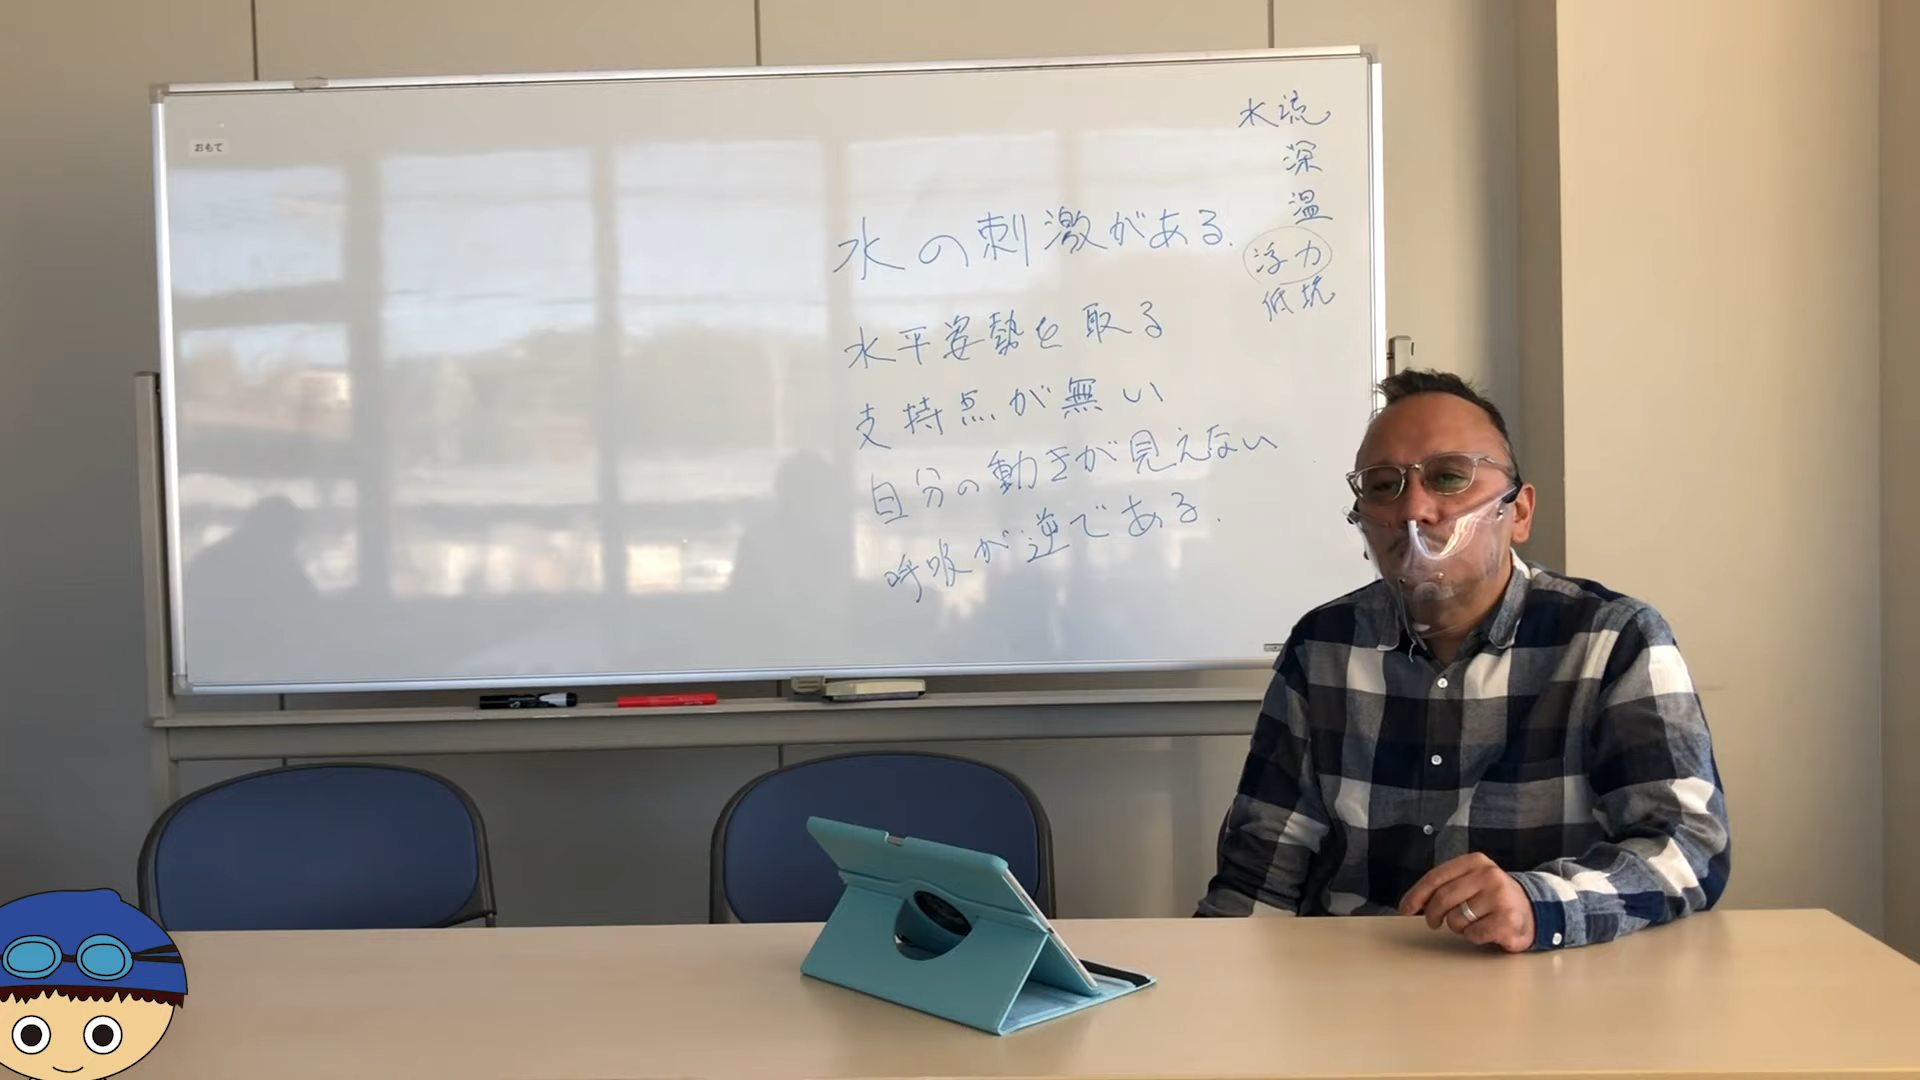 おもて
水の刺激がある.
水平姿勢を取る
支持点が無い
自分の動きが見えない
呼吸が逆である.
水流
深
温
浮力
低抗